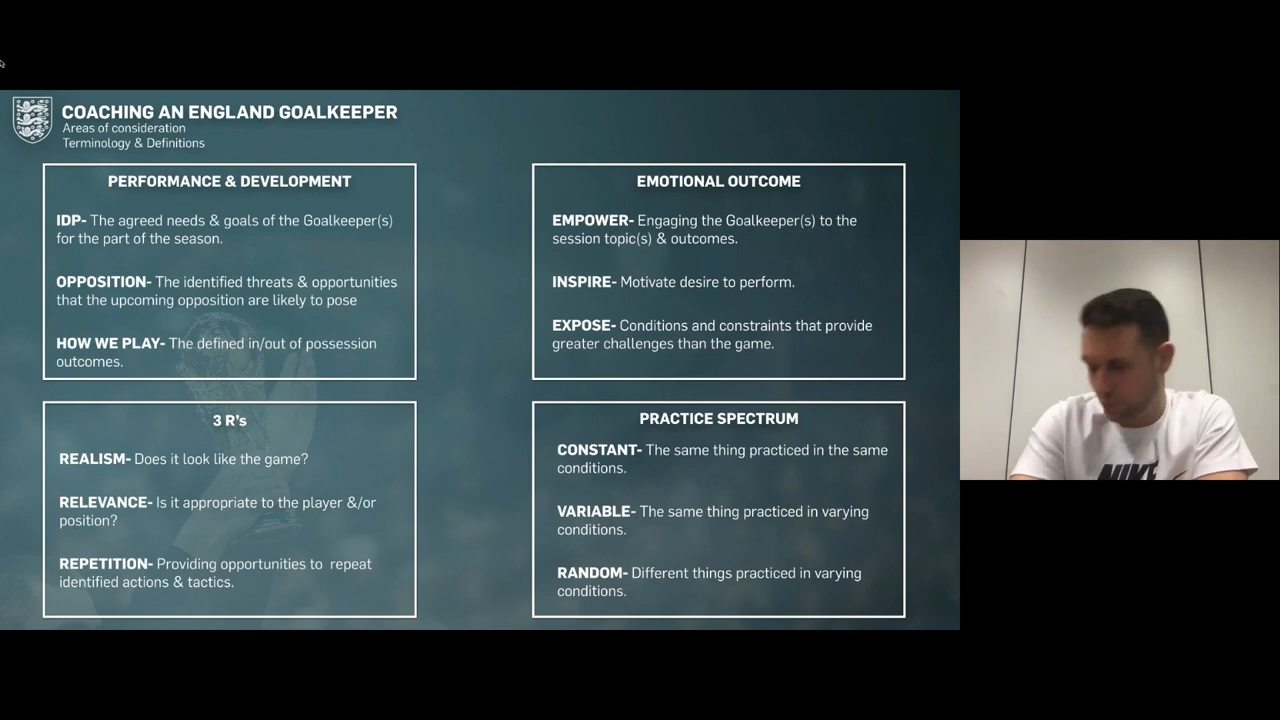 COACHING AN ENGLAND GOALKEEPER
Areas of consideration
Terminology & Definitions
PERFORMANCE & DEVELOPMENT
IDP- The agreed needs & goals of the Goalkeeper(s)
for the part of the season.
OPPOSITION- The identified threats & opportunities
that the upcoming opposition are likely to pose
HOW WE PLAY- The defined in/out of possession
outcomes.
EMOTIONAL OUTCOME
EMPOWER- Engaging the Goalkeeper(s) to the
session topic(s) & outcomes.
INSPIRE- Motivate desire to perform.
EXPOSE- Conditions and constraints that provide
greater challenges than the game.
3 R's
REALISM- Does it look like the game?
RELEVANCE- Is it appropriate to the player &/or
position?
REPETITION- Providing opportunities to  repeat
identified actions & tactics.
PRACTICE SPECTRUM
CONSTANT- The same thing practiced in the same
conditions.
VARIABLE- The same thing practiced in varying
conditions.
RANDOM- Different things practiced in varying
conditions.
NIKE